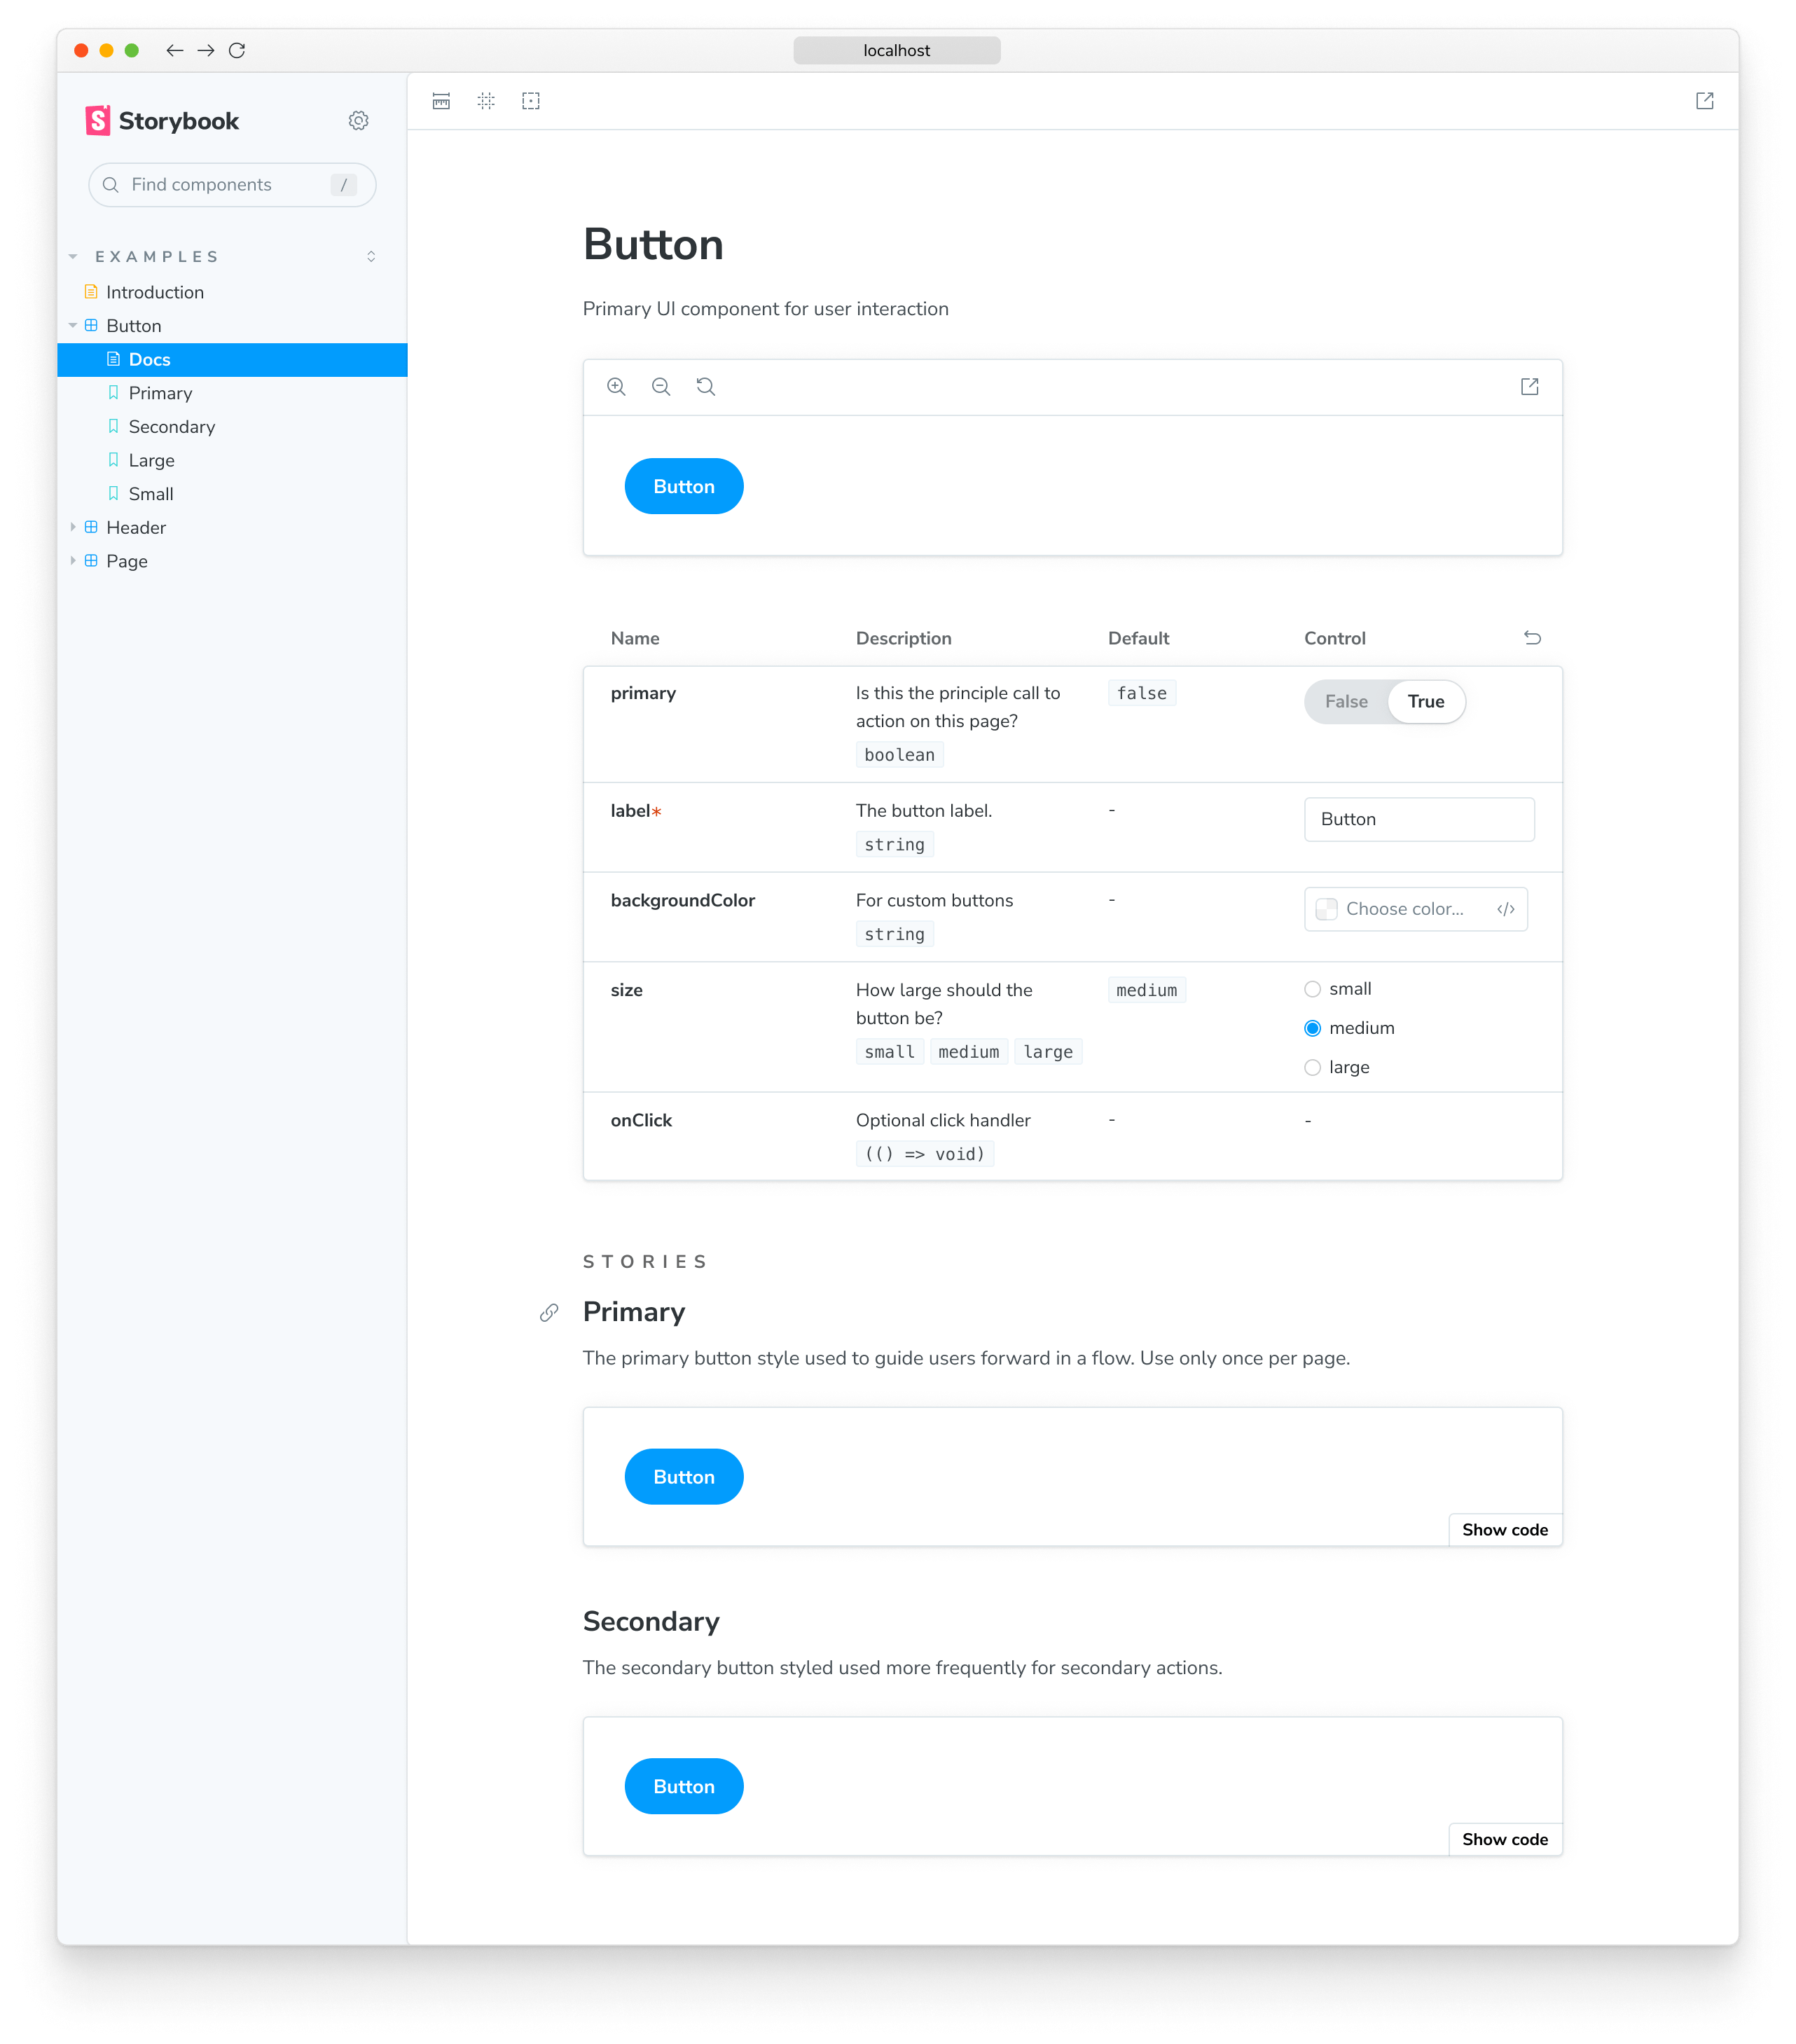 localhost
Storybook
Find components /
EXAMPLES
Introduction
Button
Docs
Primary
Secondary
Large
Small
Header
Page
Button
Primary UI component for user interaction
Button
Name Description Default Control
primary Is this the principle call to false False True
action on this page?
boolean
label* The button label. - Button
string
backgroundColor For custom buttons - Choose color...
string
size How large should the medium small
button be? medium
small medium large large
onClick Optional click handler - -
(() => void)
STORIES
Primary
The primary button style used to guide users forward in a flow. Use only once per page.
Button
Show code
Secondary
The secondary button styled used more frequently for secondary actions.
Button
Show code